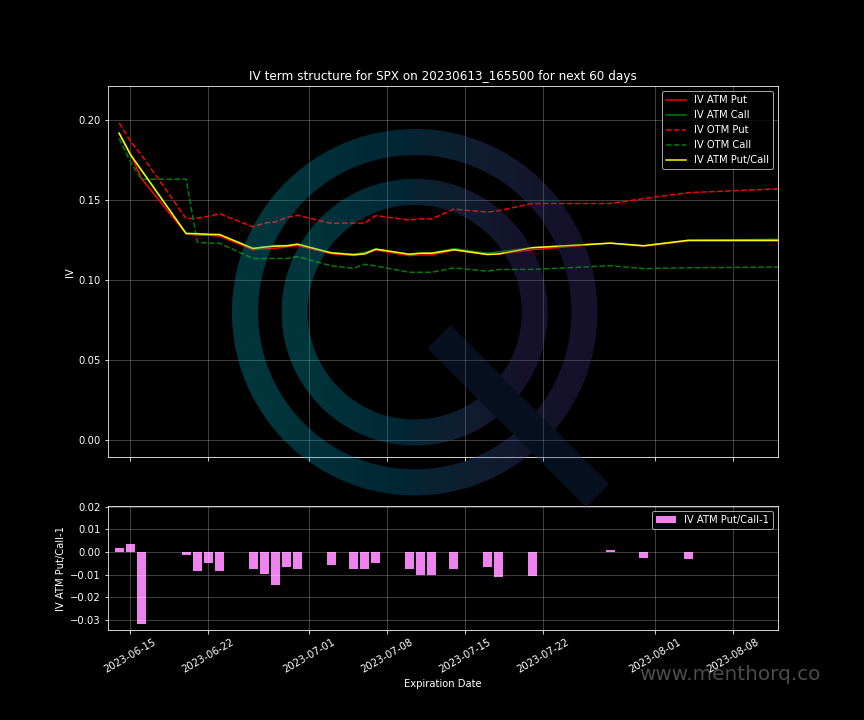 IV term structure for SPX on 20230613_165500 for next 60 days
IV ATM Put
IV ATM Call
IV OTM Put
IV OTM Call
IV ATM Put/Call
0.20
0.15
0.10
0.05
0.00
IV
IV ATM Put/Call-1
0.02
0.01
0.00
−0.01
−0.02
−0.03
IV ATM Put/Call-1
2023-06-15
2023-06-22
2023-07-01
2023-07-08
2023-07-15
2023-07-22
2023-08-01
2023-08-08
Expiration Date
www.menthorq.co